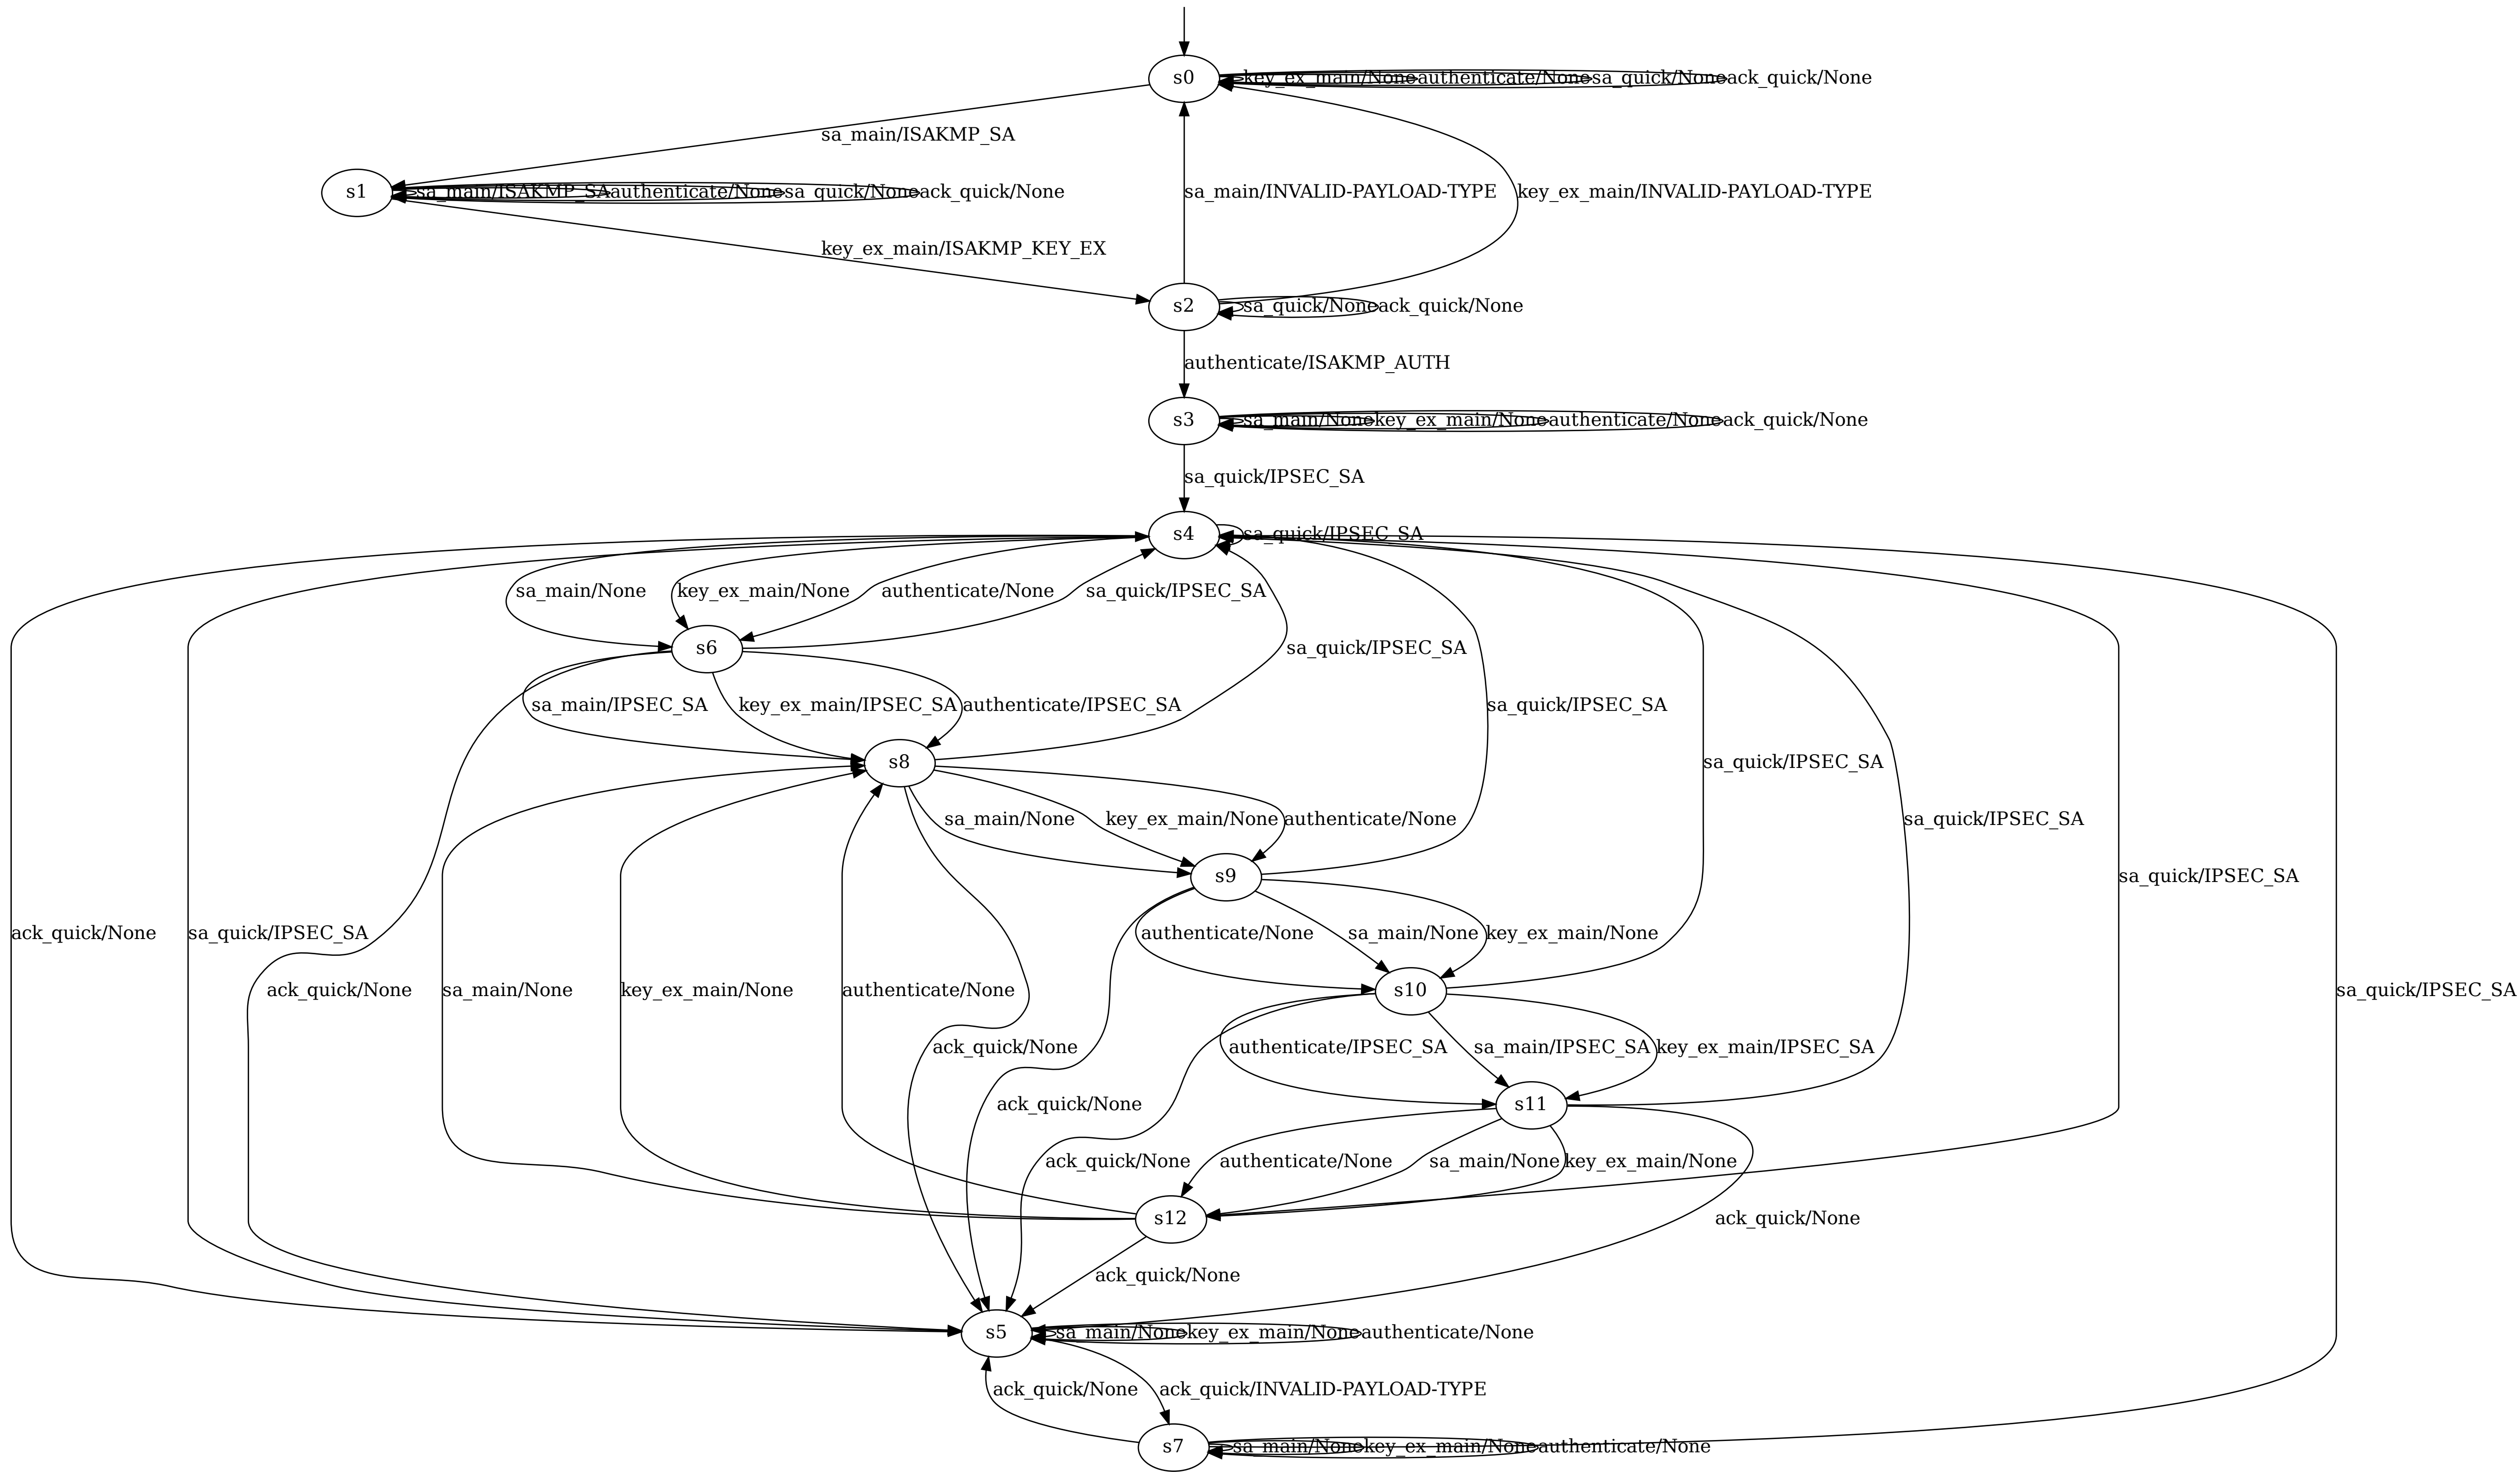 s0
key_ex_main/None
authenticate/None
sa_quick/None
ack_quick/None
sa_main/ISAKMP_SA
s1
sa_main/ISAKMP_SA
authenticate/None
sa_quick/None
ack_quick/None
sa_main/INVALID-PAYLOAD-TYPE
key_ex_main/INVALID-PAYLOAD-TYPE
key_ex_main/ISAKMP_KEY_EX
s2
sa_quick/None
ack_quick/None
authenticate/ISAKMP_AUTH
s3
sa_main/None
key_ex_main/None
authenticate/None
ack_quick/None
sa_quick/IPSEC_SA
s4
sa_quick/IPSEC_SA
sa_main/None
key_ex_main/None
authenticate/None
sa_quick/IPSEC_SA
s6
sa_quick/IPSEC_SA
sa_main/IPSEC_SA
key_ex_main/IPSEC_SA
authenticate/IPSEC_SA
sa_quick/IPSEC_SA
s8
sa_quick/IPSEC_SA
sa_main/None
key_ex_main/None
authenticate/None
sa_quick/IPSEC_SA
s9
sa_quick/IPSEC_SA
ack_quick/None
sa_quick/IPSEC_SA
authenticate/None
sa_main/None
key_ex_main/None
ack_quick/None
sa_main/None
key_ex_main/None
authenticate/None
s10
sa_quick/IPSEC_SA
ack_quick/None
authenticate/IPSEC_SA
sa_main/IPSEC_SA
key_ex_main/IPSEC_SA
ack_quick/None
s11
ack_quick/None
authenticate/None
sa_main/None
key_ex_main/None
s12
ack_quick/None
ack_quick/None
s5
sa_main/None
key_ex_main/None
authenticate/None
ack_quick/None
ack_quick/INVALID-PAYLOAD-TYPE
s7
sa_main/None
key_ex_main/None
authenticate/None